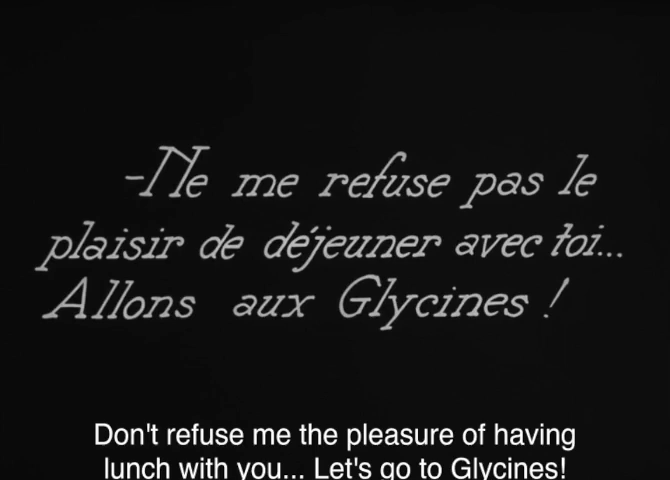 -Ne me refuse pas le
plaisir de déjeuner avec toi...
Allons aux Glycines !
Don't refuse me the pleasure of having
lunch with you... Let's go to Glycines!